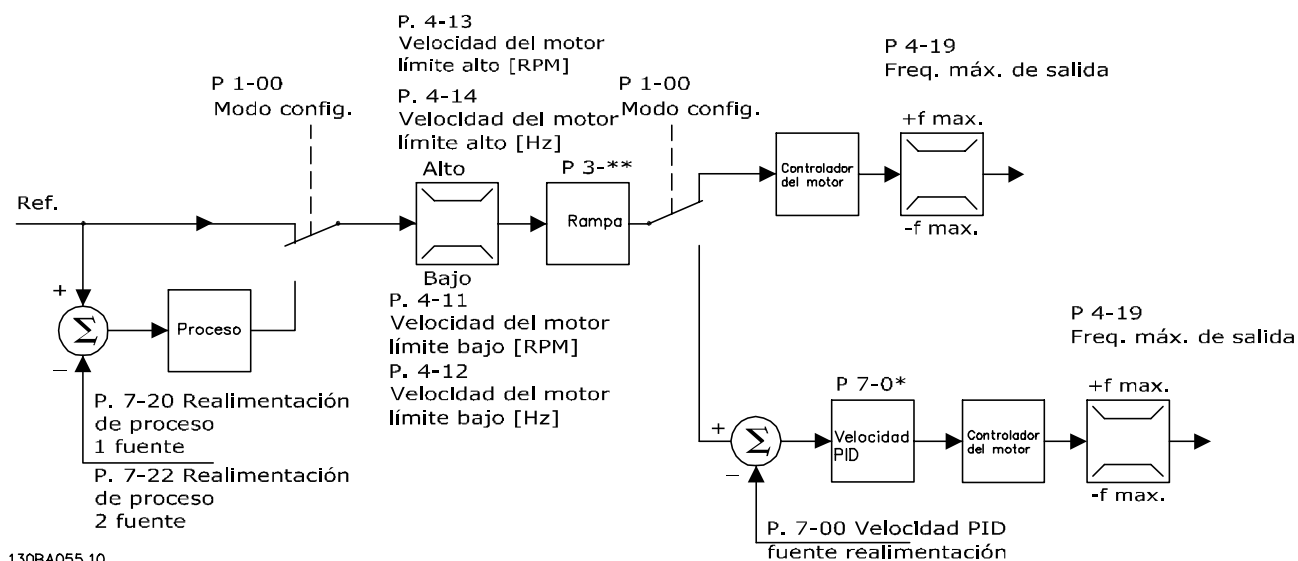 P. 4-13
Velocidad del motor
límite alto [RPM]
P 4-19
Freq. máx. de salida
P 1-00
Modo config.
P. 4-14
Velocidad del motor
límite alto [Hz]
P 1-00
Modo config.
+f max.
Alto
P 3-**
Controlador
del motor
Ref.
Rampa
-f max.
Bajo
P. 4-11
Velocidad del motor
límite bajo [RPM]
P. 4-12
Velocidad del motor
límite bajo [Hz]
+
Σ
−
Proceso
P. 7-20 Realimentación
de proceso
1 fuente
P. 7-22 Realimentación
de proceso
2 fuente
P 4-19
Freq. máx. de salida
P 7-0*
+f max.
+
Σ
−
Velocidad
PID
Controlador
del motor
-f max.
P. 7-00 Velocidad PID
fuente realimentación
130BA055.10